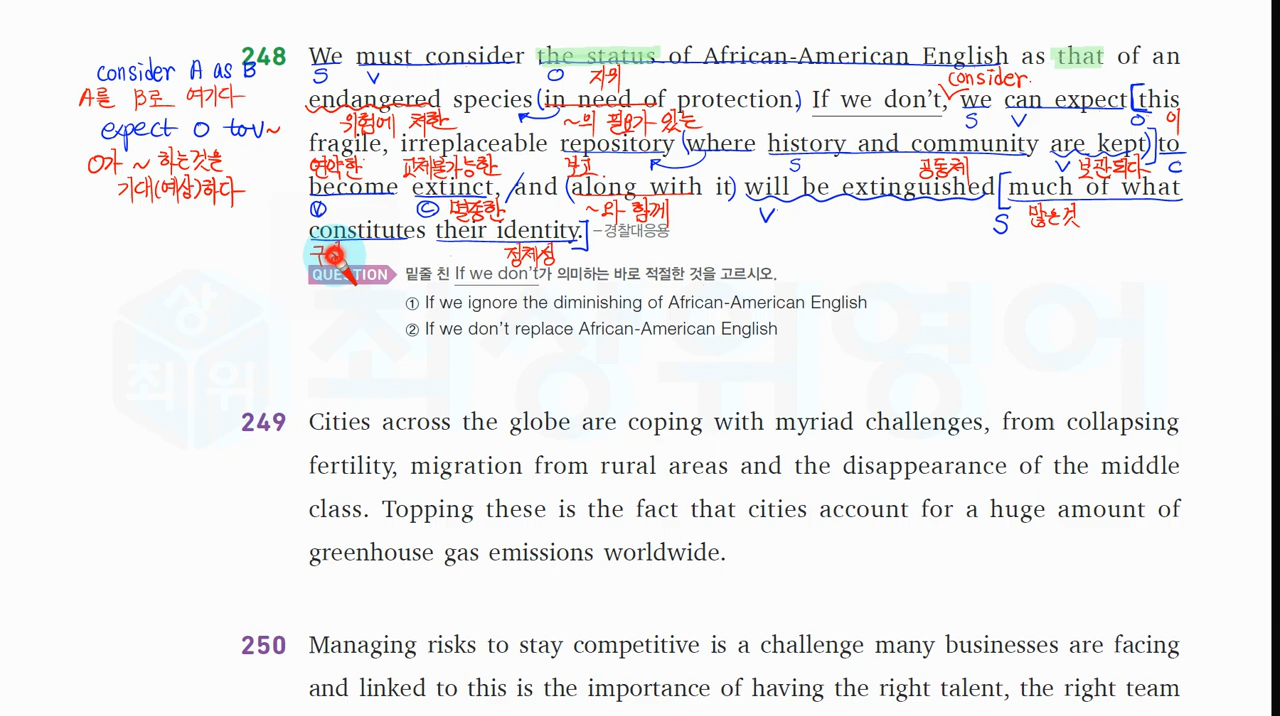 248 We must consider the status of African-American English as that of an
consider A as B
S V O 지위 consider
A를 B로 여기다
endangered species (in need of protection.) If we don't, we can expect [this
expect O to V~
위험에 처한 ~의 필요가 있는 S V O 이
fragile, irreplaceable repository (where history and community are kept)] to
O가 ~ 하는것을
연약한 교체불가능한 보고 S 공동체 V 보관되다 C
기대(예상)하다
become extinct, / and (along with it) will be extinguished [much of what
V C 멸종한 ~와 함께 V S 많은것
constitutes their identity.] –경찰대응용
구 정체성
QUESTION 밑줄 친 If we don't가 의미하는 바로 적절한 것을 고르시오.
① If we ignore the diminishing of African-American English
② If we don't replace African-American English
상
최 위 최상위영어
249 Cities across the globe are coping with myriad challenges, from collapsing
fertility, migration from rural areas and the disappearance of the middle
class. Topping these is the fact that cities account for a huge amount of
greenhouse gas emissions worldwide.
250 Managing risks to stay competitive is a challenge many businesses are facing
and linked to this is the importance of having the right talent, the right team